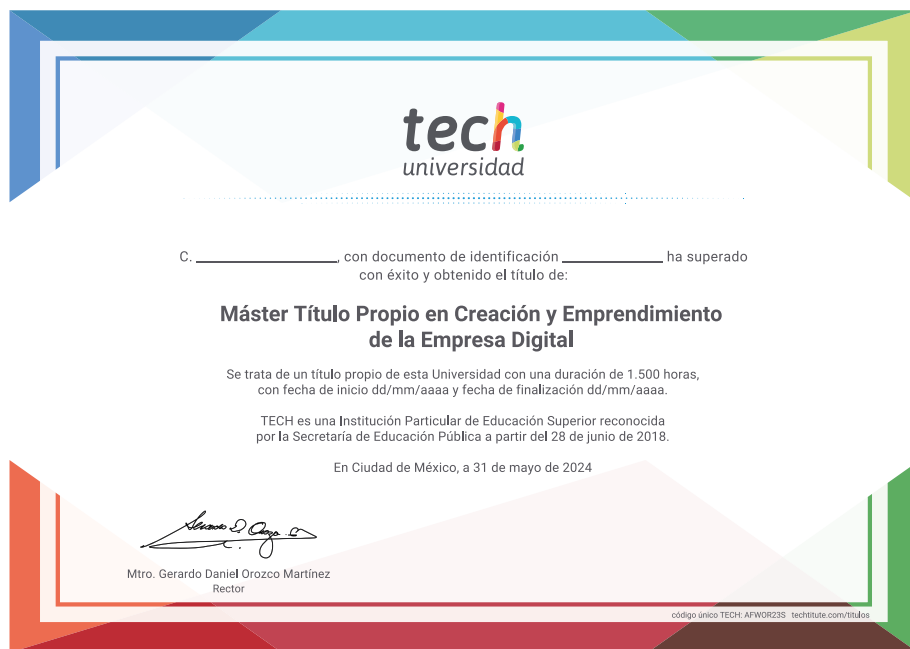 tech
universidad
C. ____________, con documento de identificación ____________ ha superado
con éxito y obtenido el título de:
Máster Título Propio en Creación y Emprendimiento
de la Empresa Digital
Se trata de un título propio de esta Universidad con una duración de 1.500 horas,
con fecha de inicio dd/mm/aaaa y fecha de finalización dd/mm/aaaa.
TECH es una Institución Particular de Educación Superior reconocida
por la Secretaría de Educación Pública a partir del 28 de junio de 2018.
En Ciudad de México, a 31 de mayo de 2024
Mtro. Gerardo Daniel Orozco Martínez
Rector
código único TECH: AFWOR23S techtitute.com/titulos